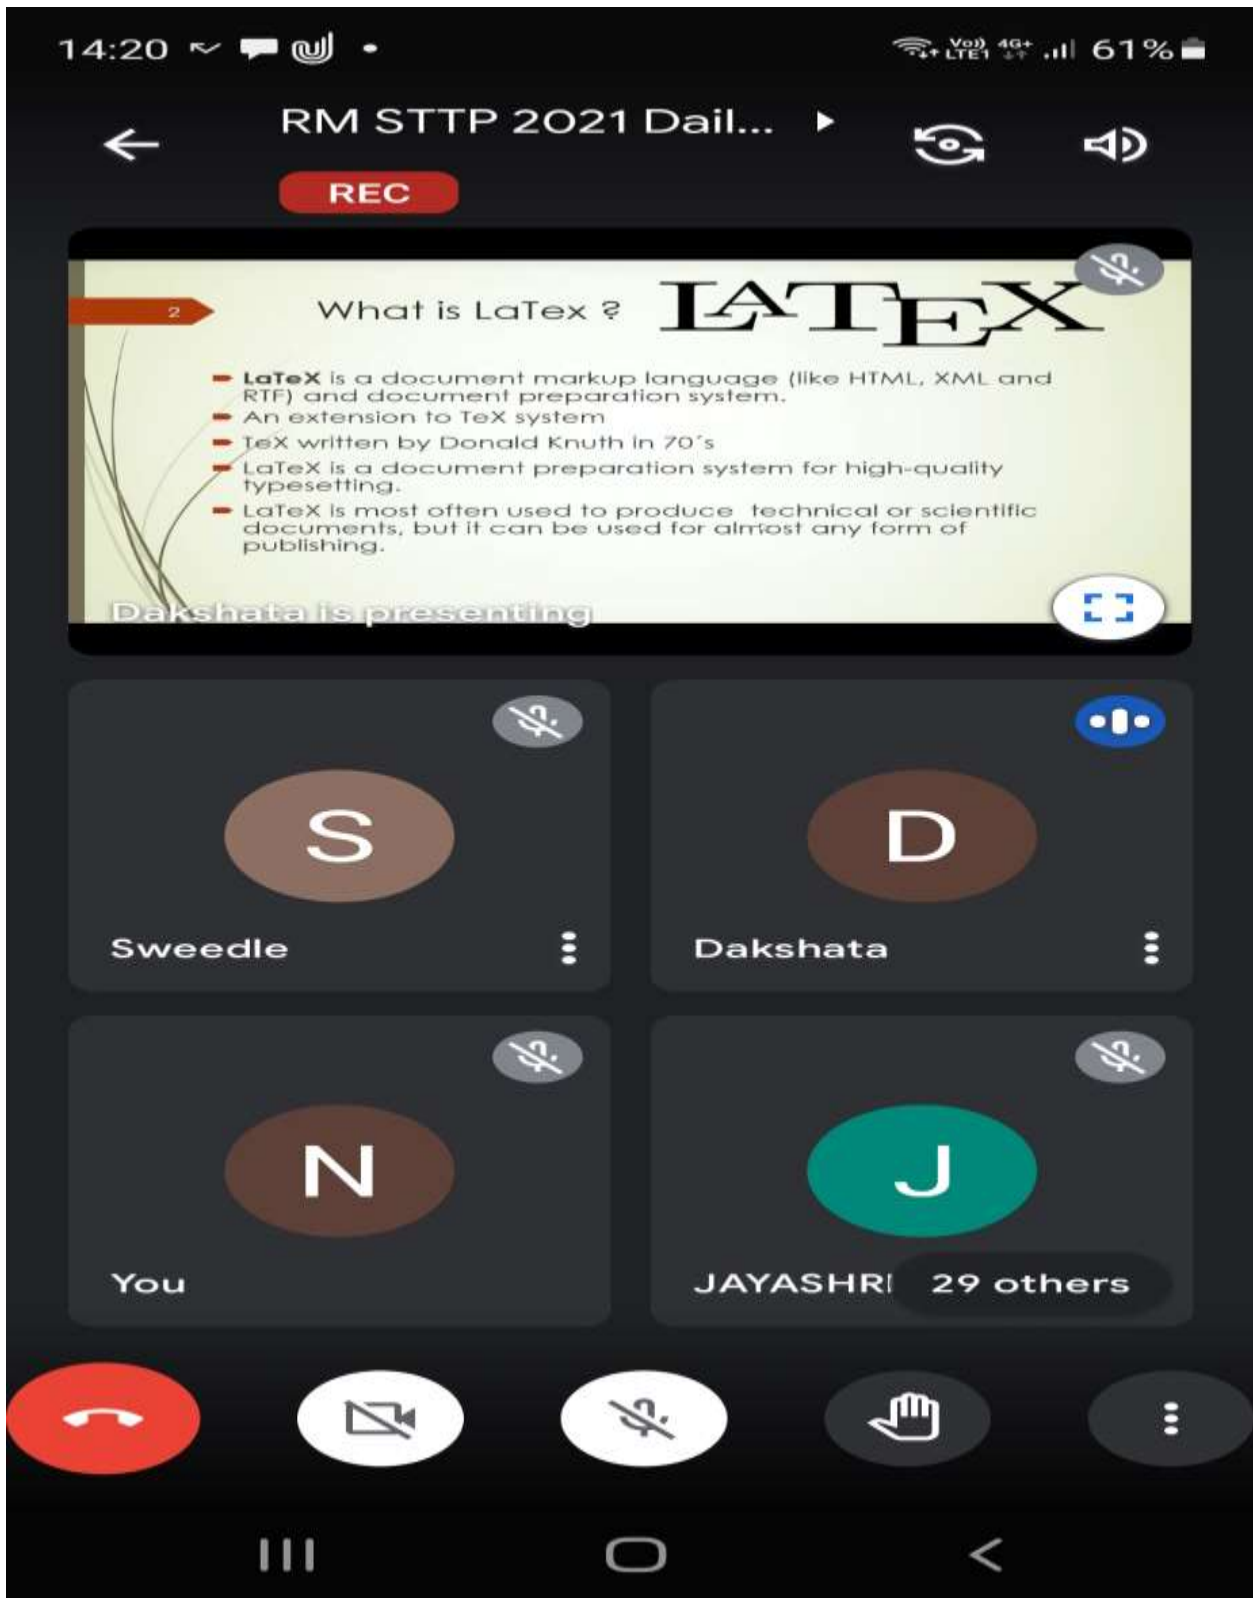 14:20
Vo)) LTE1 4G+ 61%
RM STTP 2021 Dail...
REC
2
What is LaTex ?
LATEX
LaTeX is a document markup language (like HTML, XML and
RTF) and document preparation system.
An extension to TeX system
TeX written by Donald Knuth in 70's
LaTeX is a document preparation system for high-quality
typesetting.
LaTeX is most often used to produce technical or scientific
documents, but it can be used for almost any form of
publishing.
Dakshata is presenting
S
Sweedle
D
Dakshata
N
You
J
JAYASHRI
29 others